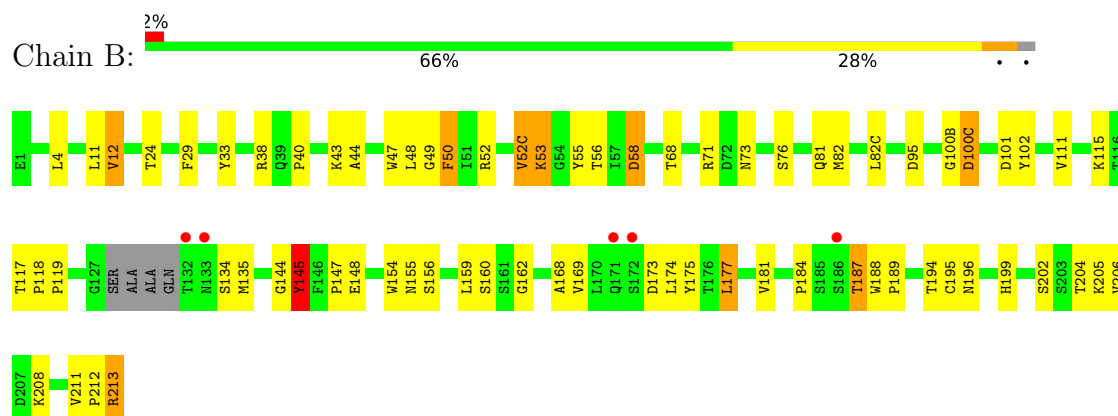 2%
Chain B:
66% 28% • •
E1 L4 L11 V12 T24 F29 Y33 R38 Q39 P40 K43 A44 W47 L48 G49 F50 I51 R52 V52C K53 G54 Y55 T56 I57 D58 T68 R71 D72 N73 S76 Q81 M82 L82C D95 G100B D100C D101 Y102 V111 K115 T116
T117 P118 P119 G127 SER ALA ALA GLN T132 N133 S134 M135 G144 Y145 F146 P147 E148 W154 N155 S156 L159 S160 S161 G162 A168 V169 L170 Q171 S172 D173 L174 Y175 T176 L177 V181 P184 S185 S186 T187 W188 P189 T194 C195 N196 H199 S202 S203 T204 K205 V206
D207 K208 V211 P212 R213